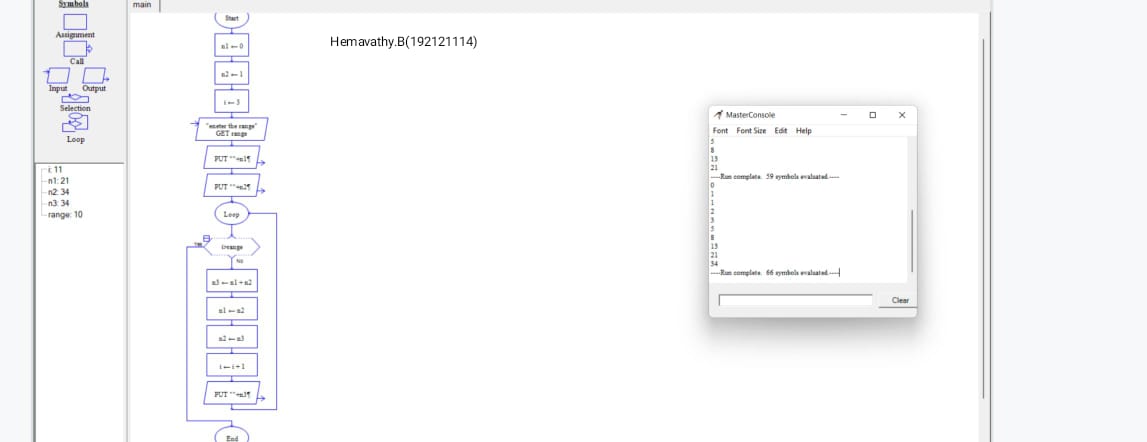 Symbols
Assignment
Call
Input Output
Selection
Loop
i: 11
n1: 21
n2: 34
n3: 34
range: 10
main
Start
n1 ← 0
n2 ← 1
i ← 3
"eneter the range"
GET range
PUT ""+n1¶
PUT ""+n2¶
Loop
i>range
Yes
No
n3 ← n1 + n2
n1 ← n2
n2 ← n3
i ← i + 1
PUT ""+n3¶
End
Hemavathy.B(192121114)
MasterConsole
Font Font Size Edit Help
5
8
13
21
----Run complete. 59 symbols evaluated.----
0
1
1
2
3
5
8
13
21
34
----Run complete. 66 symbols evaluated.----
Clear